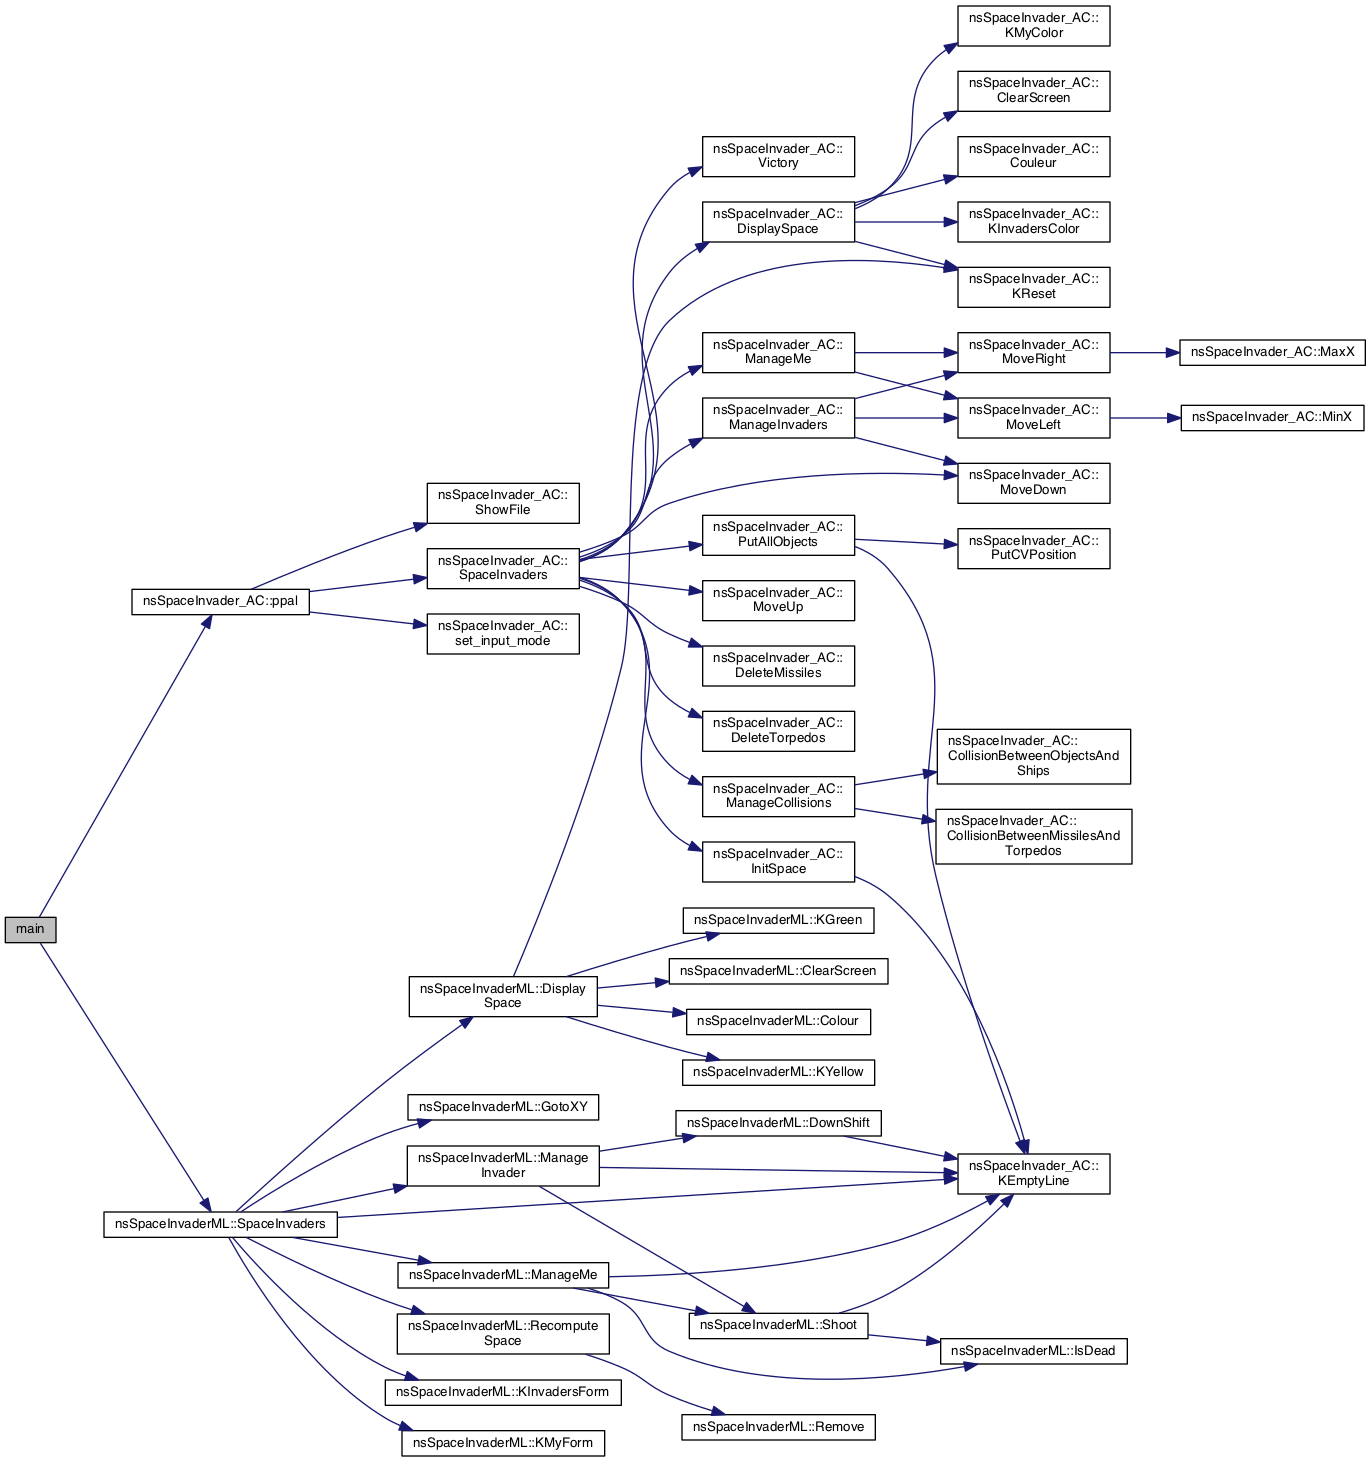 nsSpaceInvader_AC::
KMyColor
nsSpaceInvader_AC::
ClearScreen
nsSpaceInvader_AC::
Victory
nsSpaceInvader_AC::
Couleur
nsSpaceInvader_AC::
DisplaySpace
nsSpaceInvader_AC::
KInvadersColor
nsSpaceInvader_AC::
KReset
nsSpaceInvader_AC::
ManageMe
nsSpaceInvader_AC::
MoveRight
nsSpaceInvader_AC::MaxX
nsSpaceInvader_AC::
ManageInvaders
nsSpaceInvader_AC::
MoveLeft
nsSpaceInvader_AC::MinX
nsSpaceInvader_AC::
MoveDown
nsSpaceInvader_AC::
ShowFile
nsSpaceInvader_AC::
PutAllObjects
nsSpaceInvader_AC::
PutCVPosition
nsSpaceInvader_AC::
SpaceInvaders
nsSpaceInvader_AC::ppal
nsSpaceInvader_AC::
MoveUp
nsSpaceInvader_AC::
set_input_mode
nsSpaceInvader_AC::
DeleteMissiles
nsSpaceInvader_AC::
DeleteTorpedos
nsSpaceInvader_AC::
CollisionBetweenObjectsAnd
Ships
nsSpaceInvader_AC::
ManageCollisions
nsSpaceInvader_AC::
CollisionBetweenMissilesAnd
Torpedos
nsSpaceInvader_AC::
InitSpace
main
nsSpaceInvaderML::KGreen
nsSpaceInvaderML::ClearScreen
nsSpaceInvaderML::Display
Space
nsSpaceInvaderML::Colour
nsSpaceInvaderML::KYellow
nsSpaceInvaderML::GotoXY
nsSpaceInvaderML::DownShift
nsSpaceInvaderML::Manage
Invader
nsSpaceInvader_AC::
KEmptyLine
nsSpaceInvaderML::SpaceInvaders
nsSpaceInvaderML::ManageMe
nsSpaceInvaderML::Shoot
nsSpaceInvaderML::Recompute
Space
nsSpaceInvaderML::IsDead
nsSpaceInvaderML::KInvadersForm
nsSpaceInvaderML::Remove
nsSpaceInvaderML::KMyForm